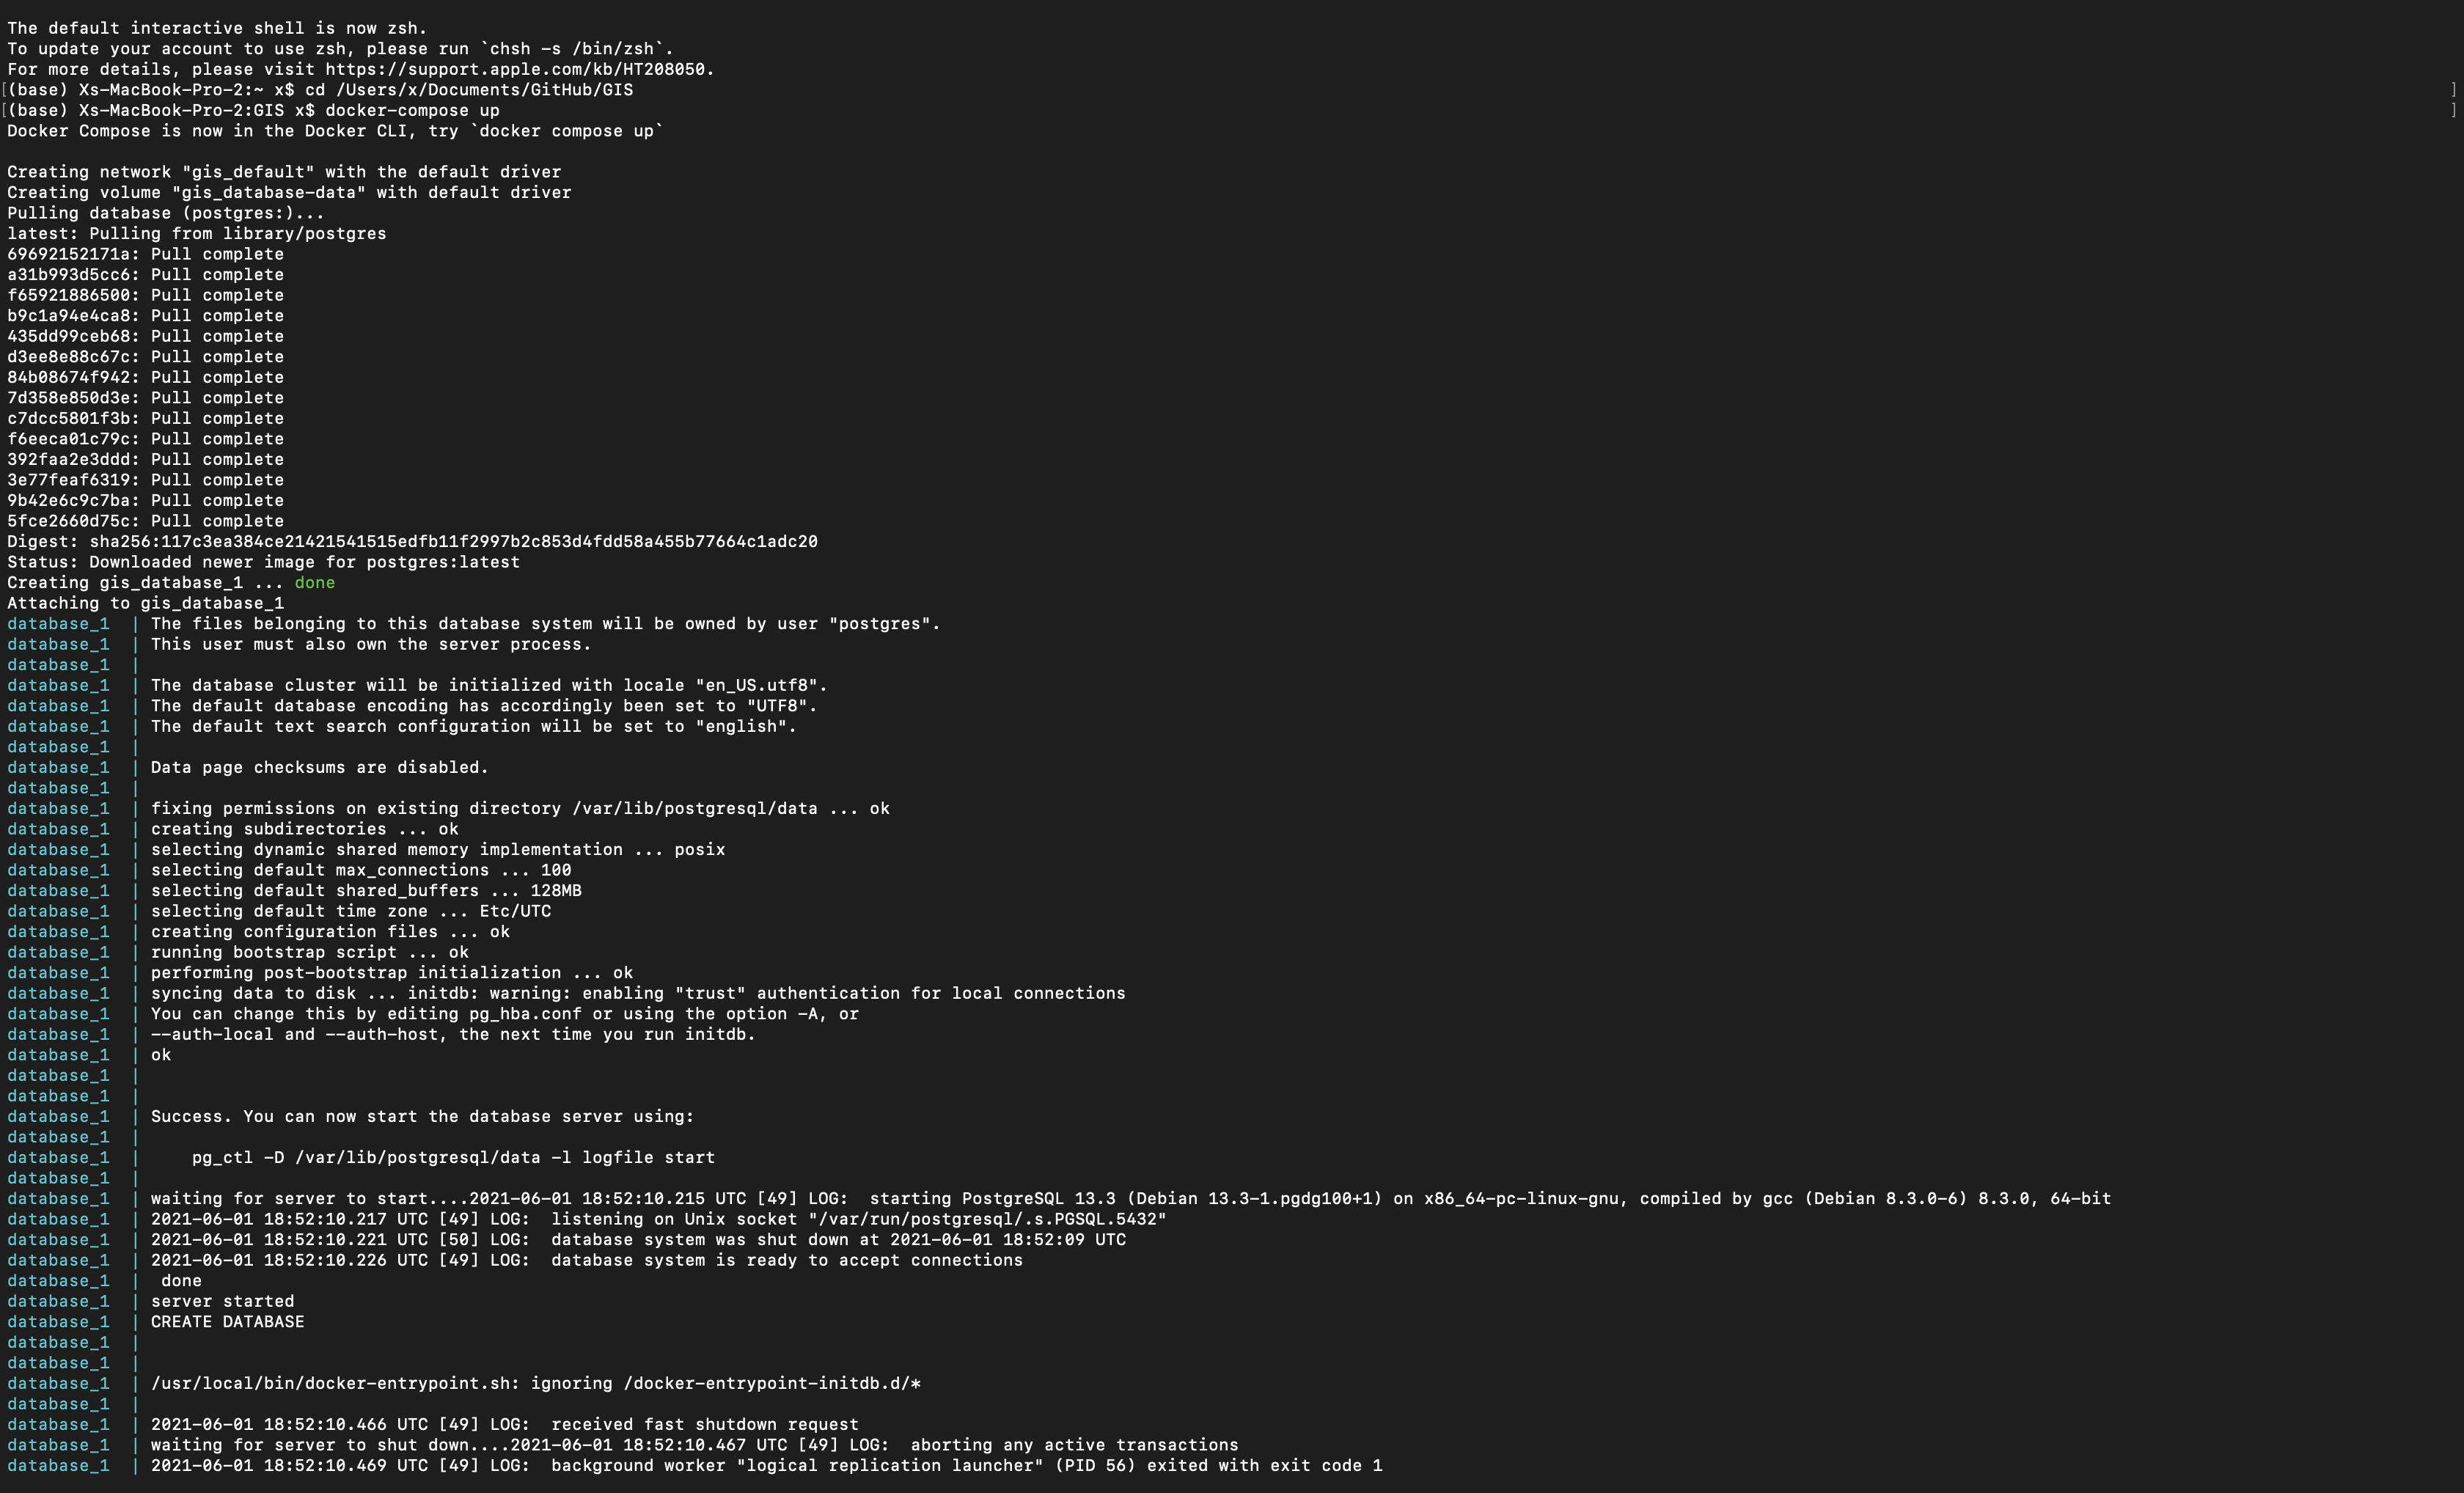 The default interactive shell is now zsh.
To update your account to use zsh, please run `chsh -s /bin/zsh`.
For more details, please visit https://support.apple.com/kb/HT208050.
[(base) Xs-MacBook-Pro-2:~ x$ cd /Users/x/Documents/GitHub/GIS ]
[(base) Xs-MacBook-Pro-2:GIS x$ docker-compose up ]
Docker Compose is now in the Docker CLI, try `docker compose up`
Creating network "gis_default" with the default driver
Creating volume "gis_database-data" with default driver
Pulling database (postgres:)...
latest: Pulling from library/postgres
69692152171a: Pull complete
a31b993d5cc6: Pull complete
f65921886500: Pull complete
b9c1a94e4ca8: Pull complete
435dd99ceb68: Pull complete
d3ee8e88c67c: Pull complete
84b08674f942: Pull complete
7d358e850d3e: Pull complete
c7dcc5801f3b: Pull complete
f6eeca01c79c: Pull complete
392faa2e3ddd: Pull complete
3e77feaf6319: Pull complete
9b42e6c9c7ba: Pull complete
5fce2660d75c: Pull complete
Digest: sha256:117c3ea384ce21421541515edfb11f2997b2c853d4fdd58a455b77664c1adc20
Status: Downloaded newer image for postgres:latest
Creating gis_database_1 ... done
Attaching to gis_database_1
database_1  | The files belonging to this database system will be owned by user "postgres".
database_1  | This user must also own the server process.
database_1  |
database_1  | The database cluster will be initialized with locale "en_US.utf8".
database_1  | The default database encoding has accordingly been set to "UTF8".
database_1  | The default text search configuration will be set to "english".
database_1  |
database_1  | Data page checksums are disabled.
database_1  |
database_1  | fixing permissions on existing directory /var/lib/postgresql/data ... ok
database_1  | creating subdirectories ... ok
database_1  | selecting dynamic shared memory implementation ... posix
database_1  | selecting default max_connections ... 100
database_1  | selecting default shared_buffers ... 128MB
database_1  | selecting default time zone ... Etc/UTC
database_1  | creating configuration files ... ok
database_1  | running bootstrap script ... ok
database_1  | performing post-bootstrap initialization ... ok
database_1  | syncing data to disk ... initdb: warning: enabling "trust" authentication for local connections
database_1  | You can change this by editing pg_hba.conf or using the option -A, or
database_1  | --auth-local and --auth-host, the next time you run initdb.
database_1  | ok
database_1  |
database_1  |
database_1  | Success. You can now start the database server using:
database_1  |
database_1  |     pg_ctl -D /var/lib/postgresql/data -l logfile start
database_1  |
database_1  | waiting for server to start....2021-06-01 18:52:10.215 UTC [49] LOG:  starting PostgreSQL 13.3 (Debian 13.3-1.pgdg100+1) on x86_64-pc-linux-gnu, compiled by gcc (Debian 8.3.0-6) 8.3.0, 64-bit
database_1  | 2021-06-01 18:52:10.217 UTC [49] LOG:  listening on Unix socket "/var/run/postgresql/.s.PGSQL.5432"
database_1  | 2021-06-01 18:52:10.221 UTC [50] LOG:  database system was shut down at 2021-06-01 18:52:09 UTC
database_1  | 2021-06-01 18:52:10.226 UTC [49] LOG:  database system is ready to accept connections
database_1  |  done
database_1  | server started
database_1  | CREATE DATABASE
database_1  |
database_1  |
database_1  | /usr/local/bin/docker-entrypoint.sh: ignoring /docker-entrypoint-initdb.d/*
database_1  |
database_1  | 2021-06-01 18:52:10.466 UTC [49] LOG:  received fast shutdown request
database_1  | waiting for server to shut down....2021-06-01 18:52:10.467 UTC [49] LOG:  aborting any active transactions
database_1  | 2021-06-01 18:52:10.469 UTC [49] LOG:  background worker "logical replication launcher" (PID 56) exited with exit code 1